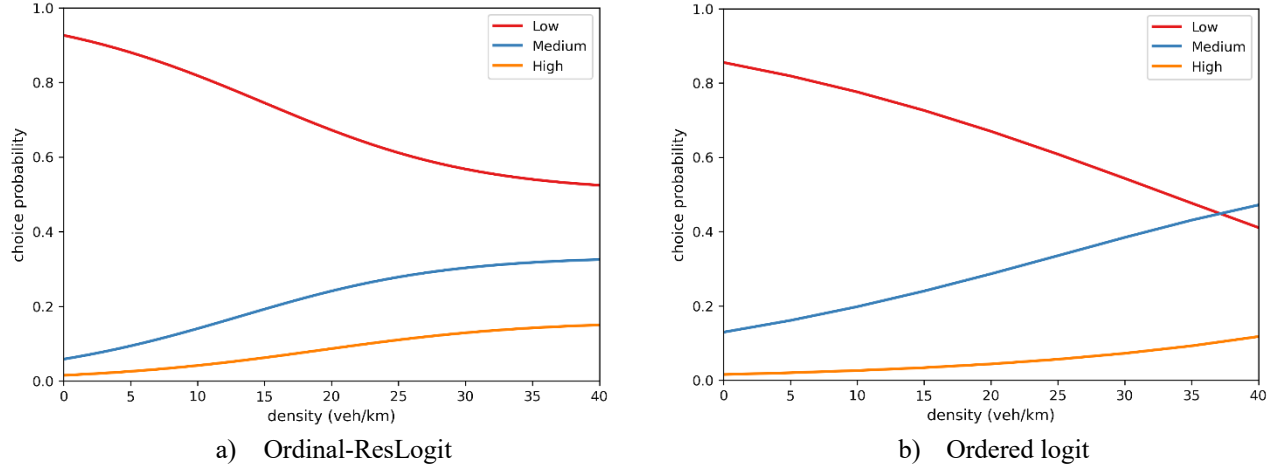 1.0
0.8
0.6
0.4
0.2
0.0
choice probability
0 5 10 15 20 25 30 35 40
density (veh/km)
Low
Medium
High
a) Ordinal-ResLogit
1.0
0.8
0.6
0.4
0.2
0.0
choice probability
0 5 10 15 20 25 30 35 40
density (veh/km)
Low
Medium
High
b) Ordered logit